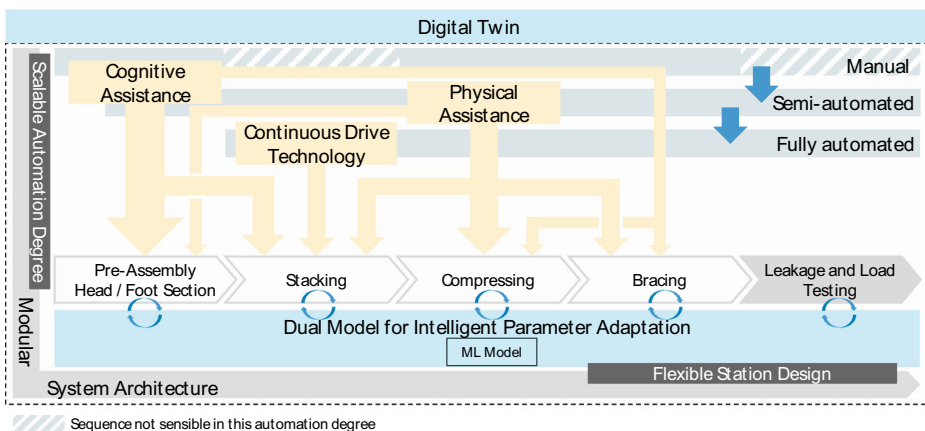 Digital Twin
Scalable Automation Degree
Modular
Cognitive
Assistance
Physical
Assistance
Continuous Drive
Technology
Manual
Semi-automated
Fully automated
Pre-Assembly
Head / Foot Section
Stacking
Compressing
Bracing
Leakage and Load
Testing
Dual Model for Intelligent Parameter Adaptation
ML Model
Flexible Station Design
System Architecture
Sequence not sensible in this automation degree